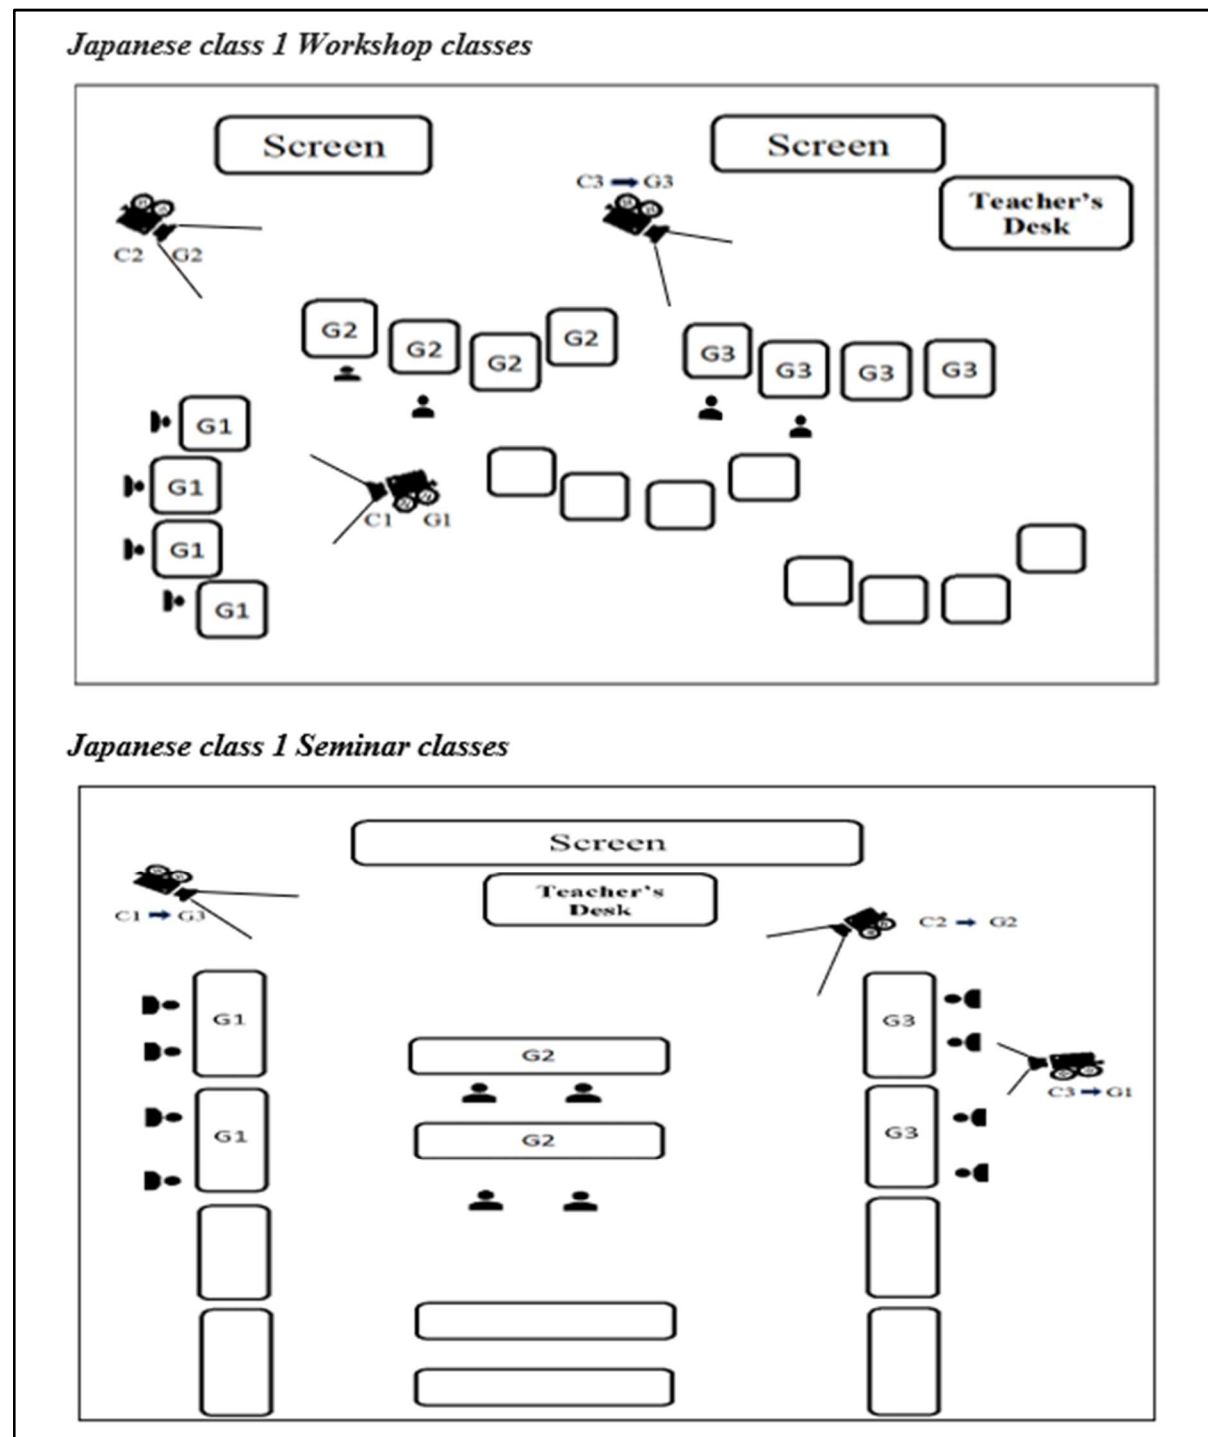 Japanese class 1 Workshop classes
Screen
Screen
C3 → G3
Teacher's
Desk
C2 G2
G2
G2
G2
G2
G3
G3
G3
G3
G1
G1
G1
G1
C1 G1
Japanese class 1 Seminar classes
Screen
Teacher's
Desk
C1 → G3
C2 → G2
G1
G3
G2
C3 → G1
G1
G2
G3